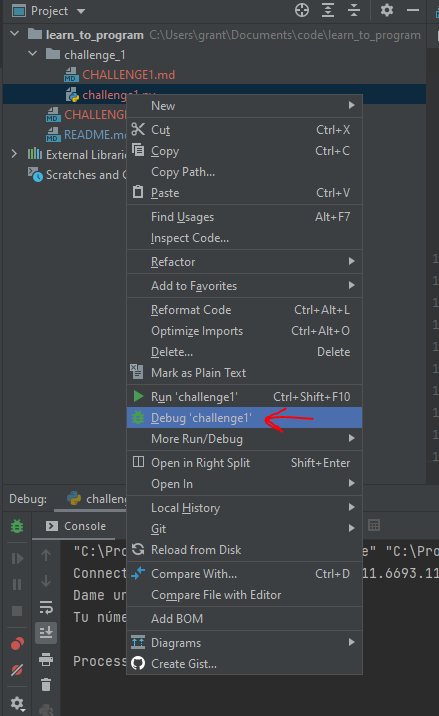 Project
learn_to_program C:\Users\grant\Documents\code\learn_to_program
challenge_1
CHALLENGE1.md
challenge1.py
CHALLENGE
README.md
External Libraries
Scratches and C
New
Cut Ctrl+X
Copy Ctrl+C
Copy Path...
Paste Ctrl+V
Find Usages Alt+F7
Inspect Code...
Refactor
Add to Favorites
Reformat Code Ctrl+Alt+L
Optimize Imports Ctrl+Alt+O
Delete... Delete
Mark as Plain Text
Run 'challenge1' Ctrl+Shift+F10
Debug 'challenge1'
More Run/Debug
Open in Right Split Shift+Enter
Open In
Local History
Git
Reload from Disk
Compare With... Ctrl+D
Compare File with Editor
Add BOM
Diagrams
Create Gist...
Debug: challen
Console
"C:\Pro e" "C:\Pro
Connect 11.6693.11
Dame un
Tu núme
Process